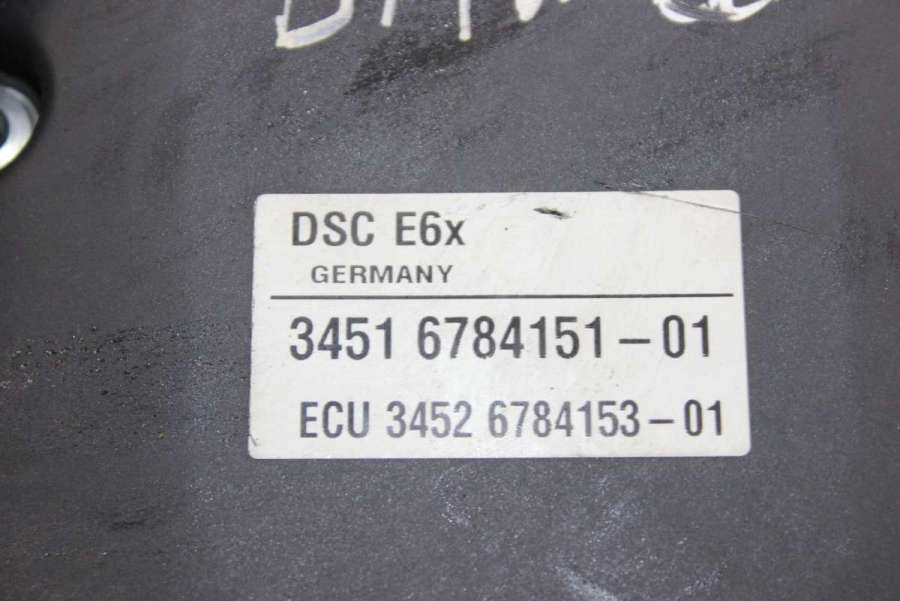 DSC E6x
GERMANY
3451 6784151-01
ECU 3452 6784153-01